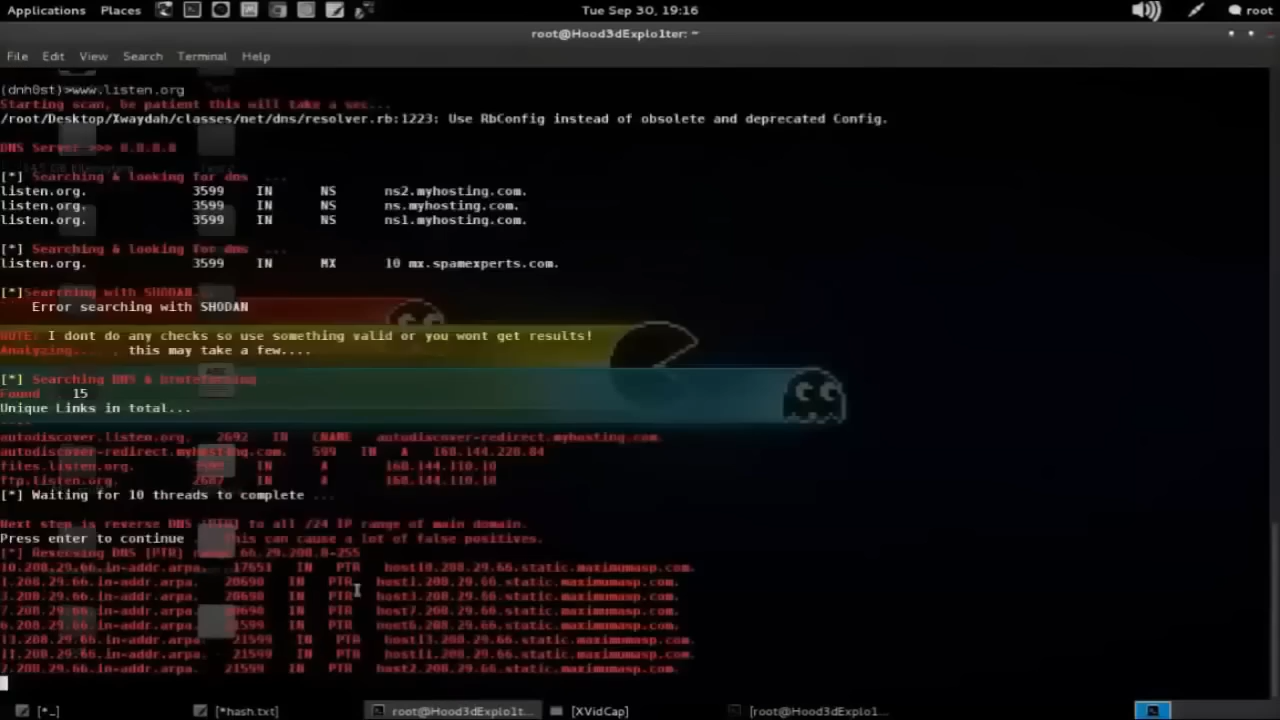 Applications Places Tue Sep 30, 19:16 root
root@Hood3dExplo1ter: ~
File Edit View Search Terminal Help
(dnh0st)>www.listen.org
Starting scan, be patient this will take a sec...
/root/Desktop/Xwaydah/classes/net/dns/resolver.rb:1223: Use RbConfig instead of obsolete and deprecated Config.
DNS Server >>>
[*] Searching & looking for dns ...
listen.org. 3599 IN NS ns2.myhosting.com.
listen.org. 3599 IN NS ns.myhosting.com.
listen.org. 3599 IN NS ns1.myhosting.com.
[*] Searching & looking for dns ...
listen.org. 3599 IN MX 10 mx.spamexperts.com.
[*]Searching with SHODAN.
Error searching with SHODAN
NOTE: I dont do any checks so use something valid or you wont get results!
Analyzing.... , this may take a few....
[*] Searching DNS & bruteforcing
Found 15
Unique Links in total...
autodiscover.listen.org. 2692 IN CNAME autodiscover-redirect.myhosting.com.
autodiscover-redirect.myhosting.com. 599 IN A
files.listen.org. 3599 IN A 168.144.110.10
ftp.listen.org. 2687 IN A 168.144.110.10
[*] Waiting for 10 threads to complete ...
Next step is reverse DNS (PTR) to all /24 IP range of main domain.
Press enter to continue this can cause a lot of false positives.
[*] Reversing DNS [PTR] 66.29.208.0-255
10.208.29.66.in-addr.arpa. 17651 IN PTR host10.208.29.66.static.maximumasp.com.
1.208.29.66.in-addr.arpa. 20690 IN PTR host1.208.29.66.static.maximumasp.com.
3.208.29.66.in-addr.arpa. 20690 IN PTR host3.208.29.66.static.maximumasp.com.
7.208.29.66.in-addr.arpa. 20690 IN PTR host7.208.29.66.static.maximumasp.com.
6.208.29.66.in-addr.arpa. 21599 IN PTR host6.208.29.66.static.maximumasp.com.
13.208.29.66.in-addr.arpa. 21599 IN PTR host13.208.29.66.static.maximumasp.com.
11.208.29.66.in-addr.arpa. 21599 IN PTR host11.208.29.66.static.maximumasp.com.
208.29.66.in-addr.arpa. 21599 IN PTR host2.208.29.66.static.maximumasp.com.
[*_] [*hash.txt] root@Hood3dExplo1t... [XVidCap] [root@Hood3dExplo1...